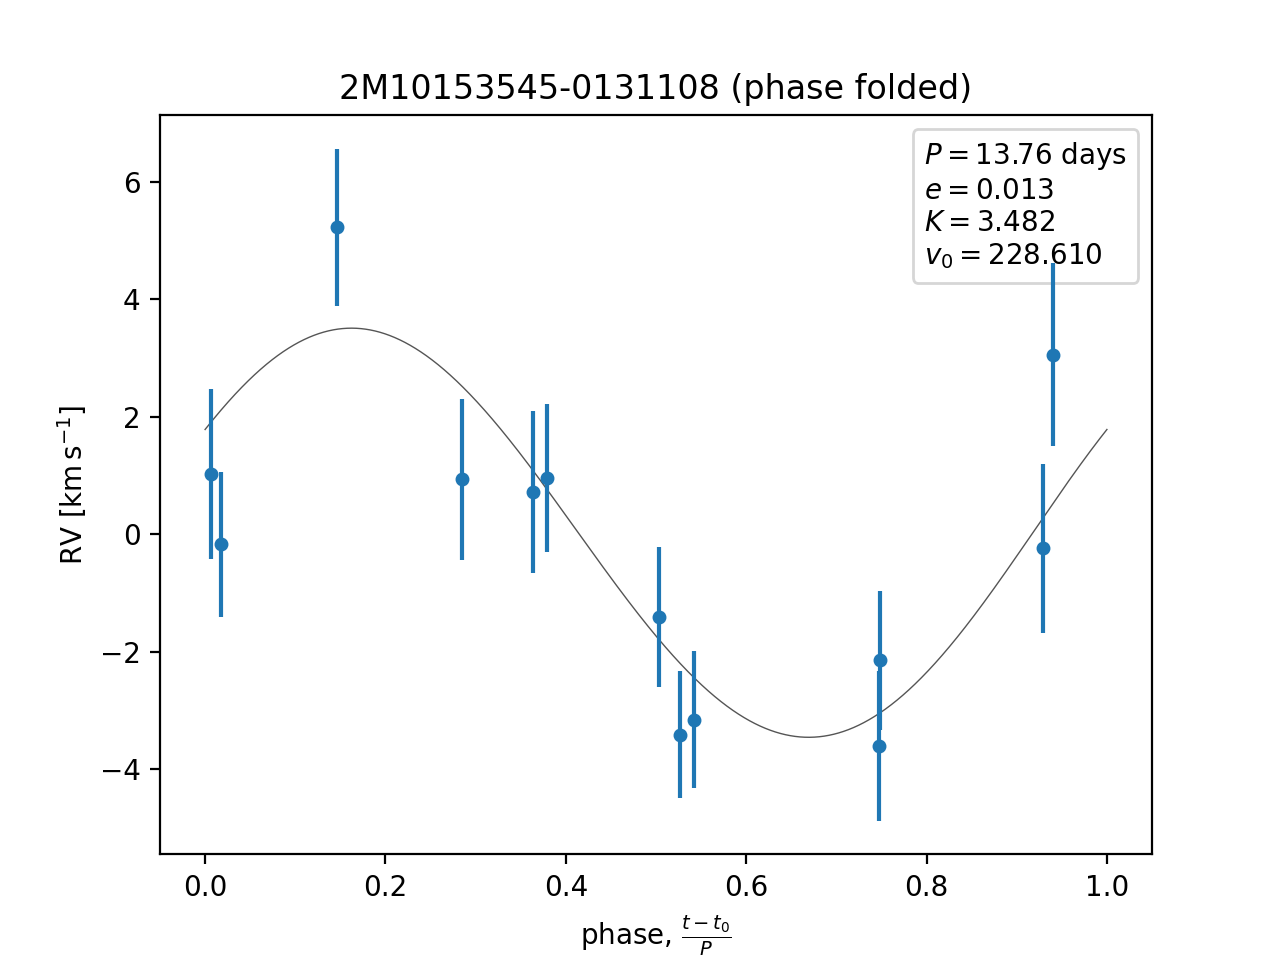 2M10153545-0131108 (phase folded)
P = 13.76 days
e = 0.013
K = 3.482
v₀ = 228.610
RV [km s⁻¹]
6
4
2
0
−2
−4
0.0 0.2 0.4 0.6 0.8 1.0
phase, (t − t₀)/P